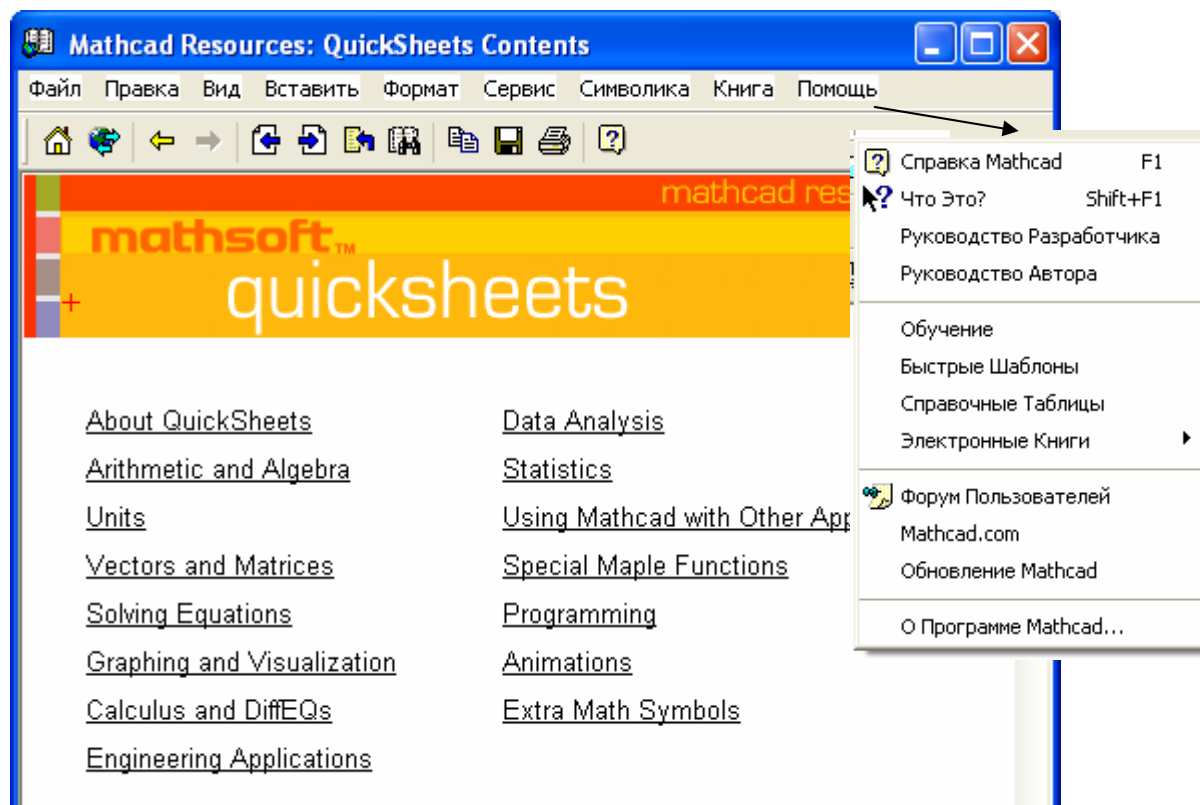 Mathcad Resources: QuickSheets Contents
Файл Правка Вид Вставить Формат Сервис Символика Книга Помощь
mathcad
mathsoft™
quicksheets
About QuickSheets
Arithmetic and Algebra
Units
Vectors and Matrices
Solving Equations
Graphing and Visualization
Calculus and DiffEQs
Engineering Applications
Data Analysis
Statistics
Using Mathcad with Other
Special Maple Functions
Programming
Animations
Extra Math Symbols
Справка Mathcad F1
Что Это? Shift+F1
Руководство Разработчика
Руководство Автора
Обучение
Быстрые Шаблоны
Справочные Таблицы
Электронные Книги
Форум Пользователей
Mathcad.com
Обновление Mathcad
О Программе Mathcad...